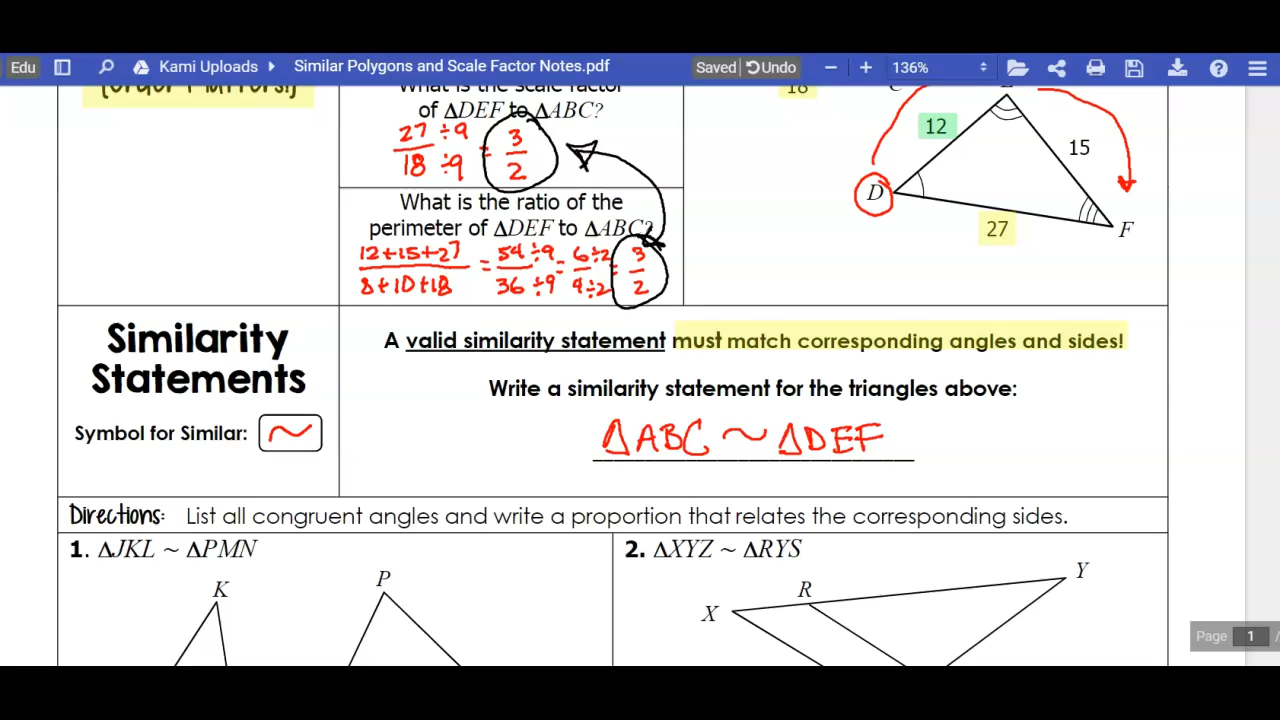 Edu
Kami Uploads
Similar Polygons and Scale Factor Notes.pdf
Saved
Undo
136%
(Order Matters!)
What is the scale factor
of ΔDEF to ΔABC?
27 ÷9
18 ÷9
= 3
2
18
C
E
12
15
D
27
F
What is the ratio of the
perimeter of ΔDEF to ΔABC?
12+15+27 = 54 ÷9 = 6 ÷2 = 3
8+10+18 36 ÷9 4 ÷2 2
Similarity
Statements
Symbol for Similar: ~
A valid similarity statement must match corresponding angles and sides!
Write a similarity statement for the triangles above:
ΔABC ~ ΔDEF
Directions: List all congruent angles and write a proportion that relates the corresponding sides.
1. ΔJKL ~ ΔPMN
K
P
2. ΔXYZ ~ ΔRYS
X
R
Y
Page 1 /